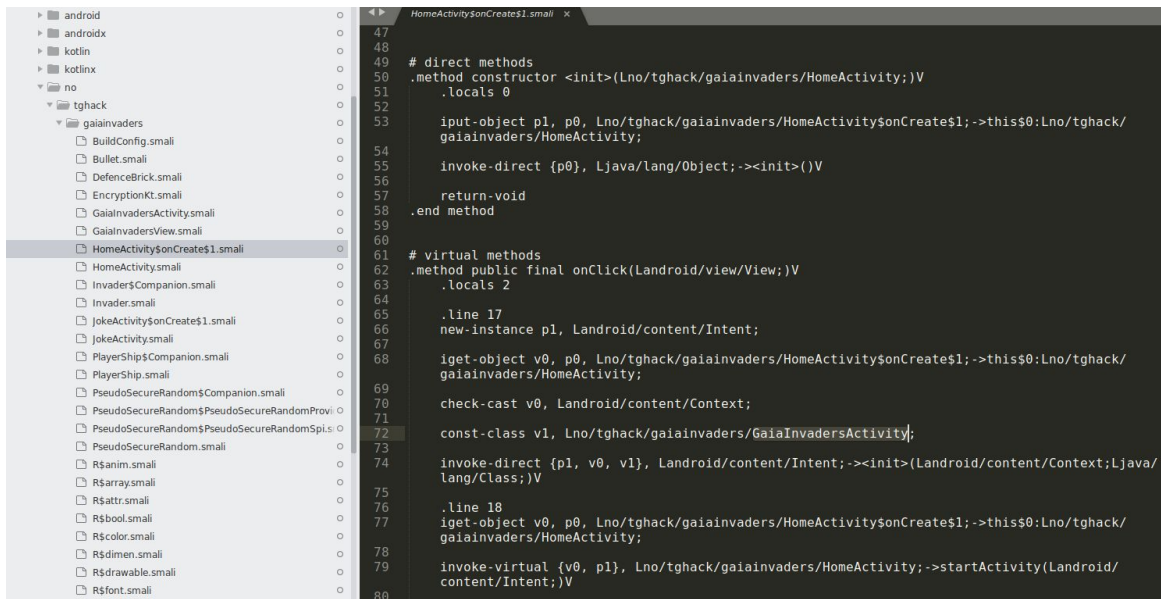 android
androidx
kotlin
kotlinx
no
tghack
gaiainvaders
BuildConfig.smali
Bullet.smali
DefenceBrick.smali
EncryptionKt.smali
GaiaInvadersActivity.smali
GaiaInvadersView.smali
HomeActivity$onCreate$1.smali
HomeActivity.smali
Invader$Companion.smali
Invader.smali
JokeActivity$onCreate$1.smali
JokeActivity.smali
PlayerShip$Companion.smali
PlayerShip.smali
PseudoSecureRandom$Companion.smali
PseudoSecureRandom$PseudoSecureRandomProvi
PseudoSecureRandom$PseudoSecureRandomSpi.s
PseudoSecureRandom.smali
R$anim.smali
R$array.smali
R$attr.smali
R$bool.smali
R$color.smali
R$dimen.smali
R$drawable.smali
R$font.smali
HomeActivity$onCreate$1.smali ×
47
48
49 # direct methods
50 .method constructor <init>(Lno/tghack/gaiainvaders/HomeActivity;)V
51 .locals 0
52
53 iput-object p1, p0, Lno/tghack/gaiainvaders/HomeActivity$onCreate$1;->this$0:Lno/tghack/
gaiainvaders/HomeActivity;
54
55 invoke-direct {p0}, Ljava/lang/Object;-><init>()V
56
57 return-void
58 .end method
59
60
61 # virtual methods
62 .method public final onClick(Landroid/view/View;)V
63 .locals 2
64
65 .line 17
66 new-instance p1, Landroid/content/Intent;
67
68 iget-object v0, p0, Lno/tghack/gaiainvaders/HomeActivity$onCreate$1;->this$0:Lno/tghack/
gaiainvaders/HomeActivity;
69
70 check-cast v0, Landroid/content/Context;
71
72 const-class v1, Lno/tghack/gaiainvaders/GaiaInvadersActivity;
73
74 invoke-direct {p1, v0, v1}, Landroid/content/Intent;-><init>(Landroid/content/Context;Ljava/
lang/Class;)V
75
76 .line 18
77 iget-object v0, p0, Lno/tghack/gaiainvaders/HomeActivity$onCreate$1;->this$0:Lno/tghack/
gaiainvaders/HomeActivity;
78
79 invoke-virtual {v0, p1}, Lno/tghack/gaiainvaders/HomeActivity;->startActivity(Landroid/
content/Intent;)V
80